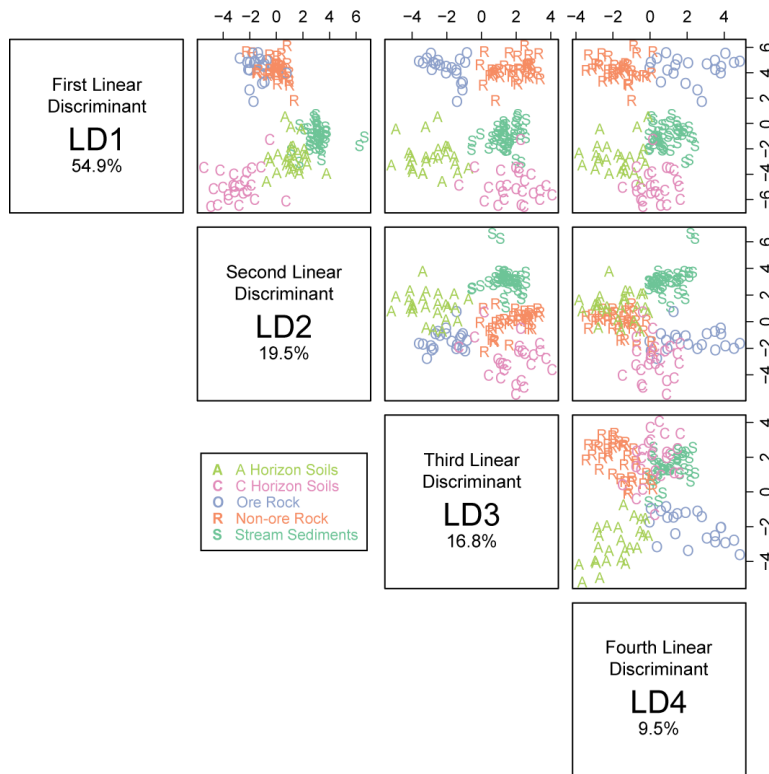 −4 −2 0 2 4 6 −4 −2 0 2 4 −4 −2 0 2 4
First Linear
Discriminant
LD1
54.9%
−6 −4 −2 0 2 4 6
Second Linear
Discriminant
LD2
19.5%
−4 −2 0 2 4 6
A A Horizon Soils
C C Horizon Soils
O Ore Rock
R Non-ore Rock
S Stream Sediments
Third Linear
Discriminant
LD3
16.8%
−4 −2 0 2 4
Fourth Linear
Discriminant
LD4
9.5%